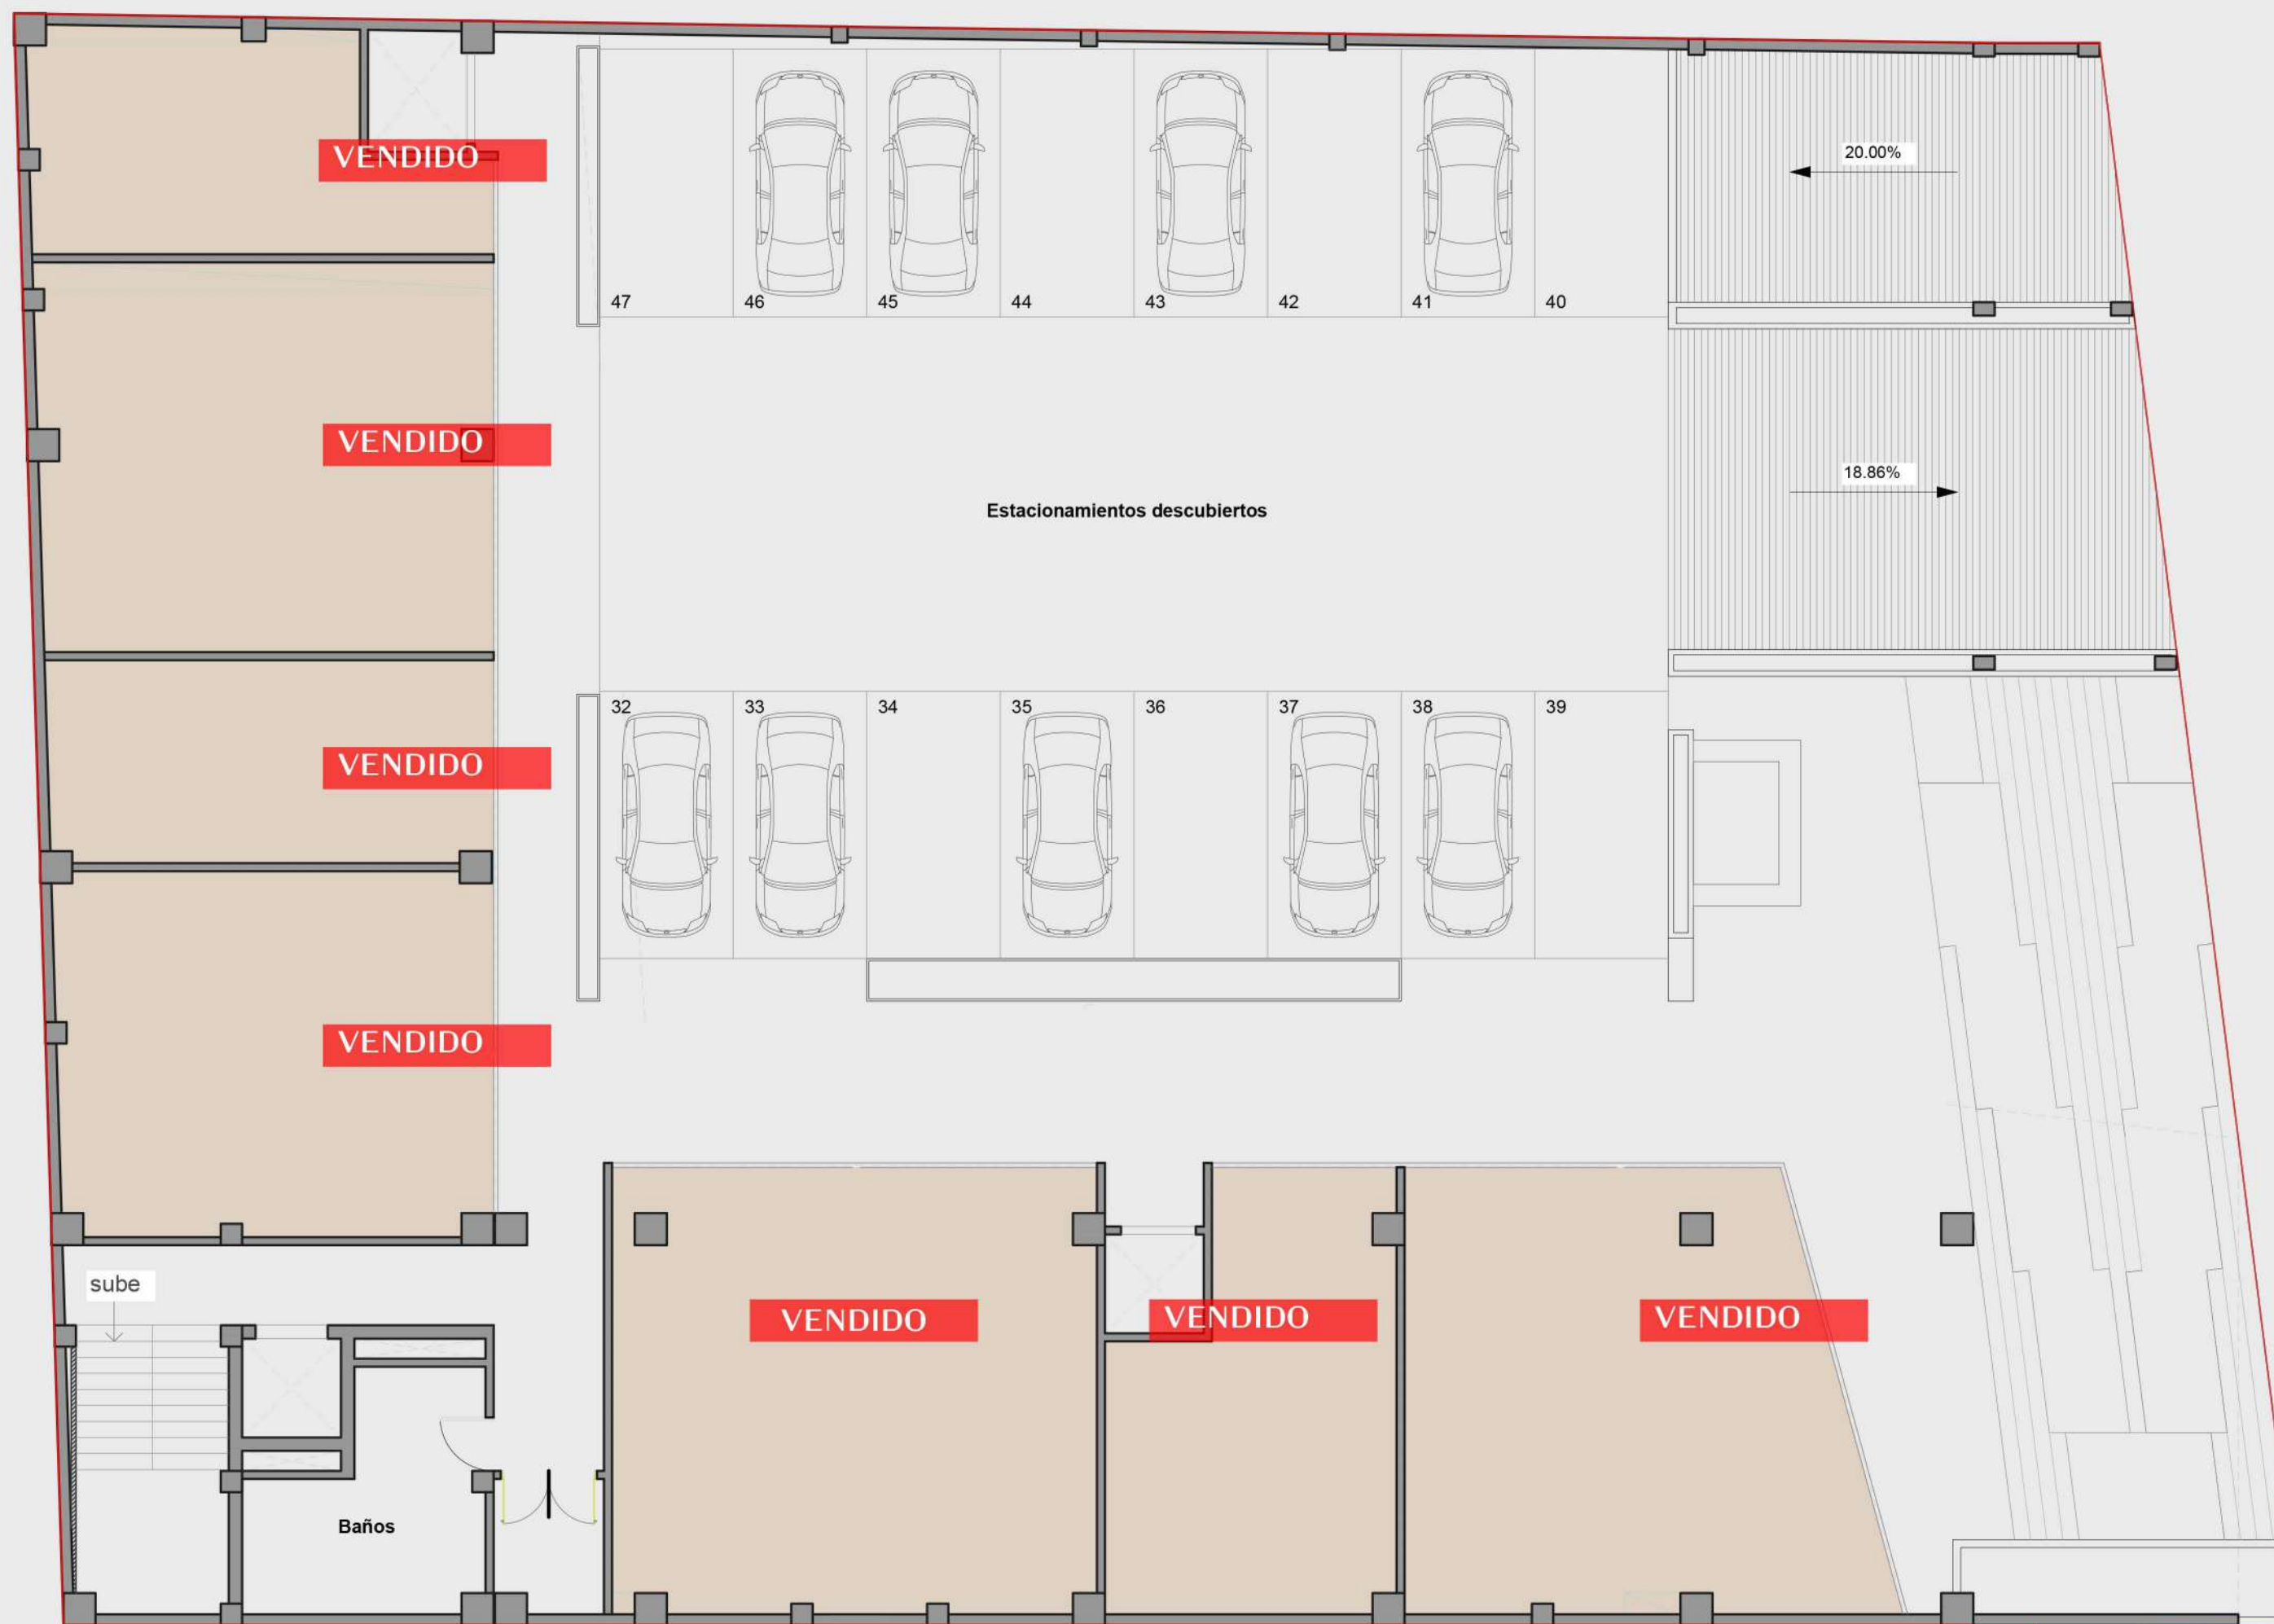 VENDIDO
20.00%
47
46
45
44
43
42
41
40
VENDIDO
18.86%
Estacionamientos descubiertos
32
33
34
35
36
37
38
39
VENDIDO
VENDIDO
sube
VENDIDO
VENDIDO
VENDIDO
Baños